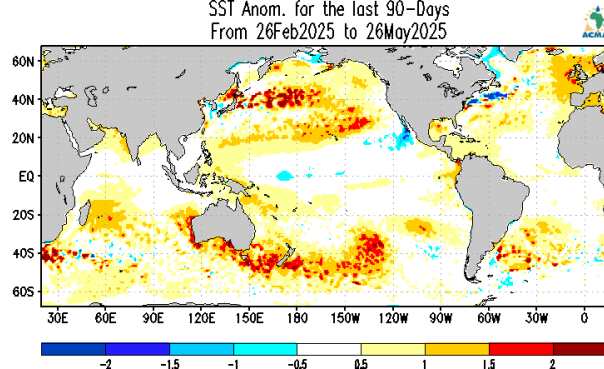 SST Anom. for the last 90-Days
From 26Feb2025 to 26May2025
ACMAD
60N
40N
20N
EQ
20S
40S
60S
30E 60E 90E 120E 150E 180 150W 120W 90W 60W 30W 0
-2 -1.5 -1 -0.5 0.5 1 1.5 2